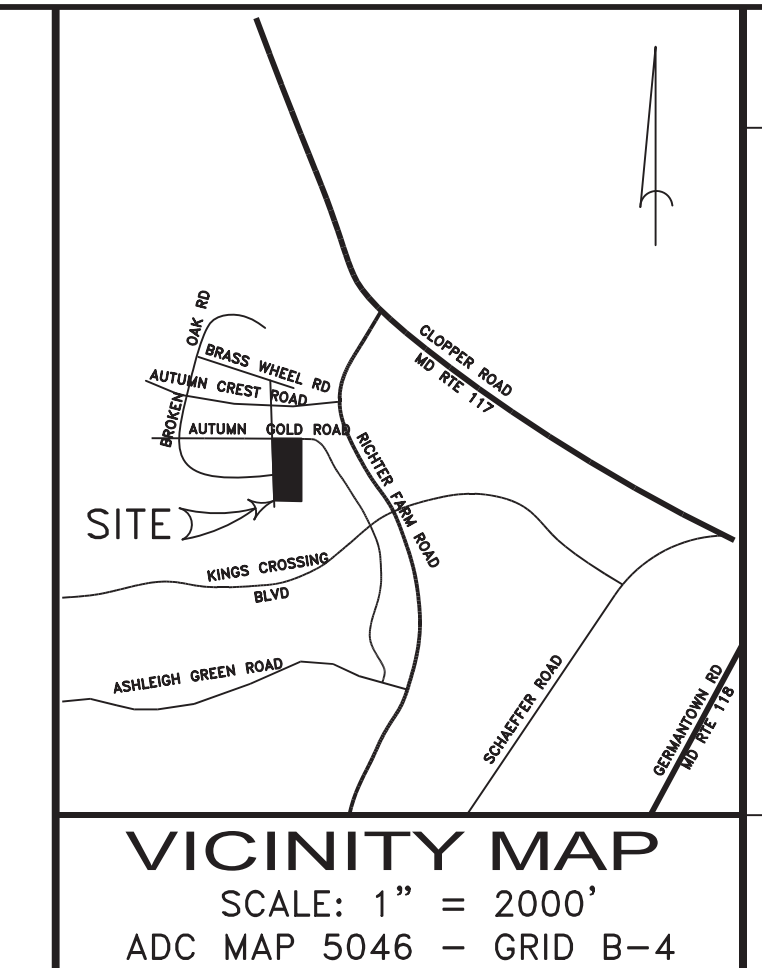 OAK RD
BROKEN
BRASS WHEEL RD
AUTUMN CREST ROAD
AUTUMN GOLD ROAD
CLOPPER ROAD
MD RTE 117
RICHTER FARM ROAD
SITE
KINGS CROSSING
BLVD
ASHLEIGH GREEN ROAD
SCHAEFFER ROAD
GERMANTOWN RD
MD RTE 118
VICINITY MAP
SCALE: 1" = 2000'
ADC MAP 5046 - GRID B-4